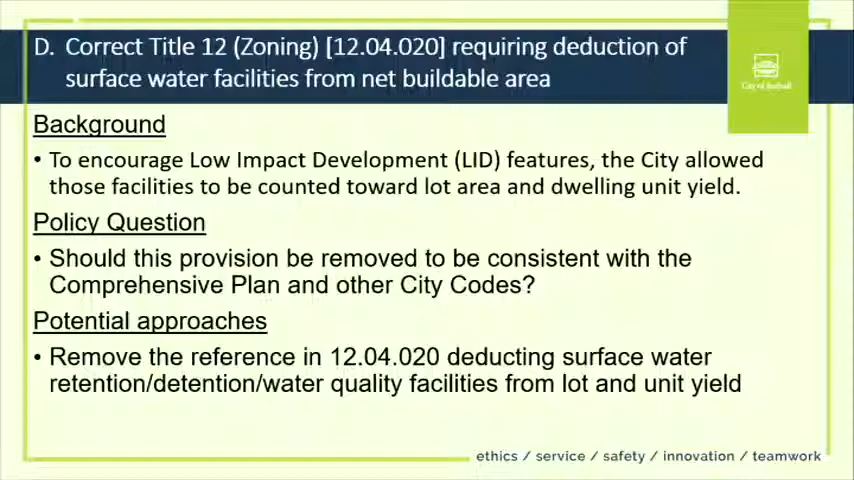 D. Correct Title 12 (Zoning) [12.04.020] requiring deduction of
surface water facilities from net buildable area
City of Bothell
Background
• To encourage Low Impact Development (LID) features, the City allowed
those facilities to be counted toward lot area and dwelling unit yield.
Policy Question
• Should this provision be removed to be consistent with the
Comprehensive Plan and other City Codes?
Potential approaches
• Remove the reference in 12.04.020 deducting surface water
retention/detention/water quality facilities from lot and unit yield
ethics / service / safety / innovation / teamwork